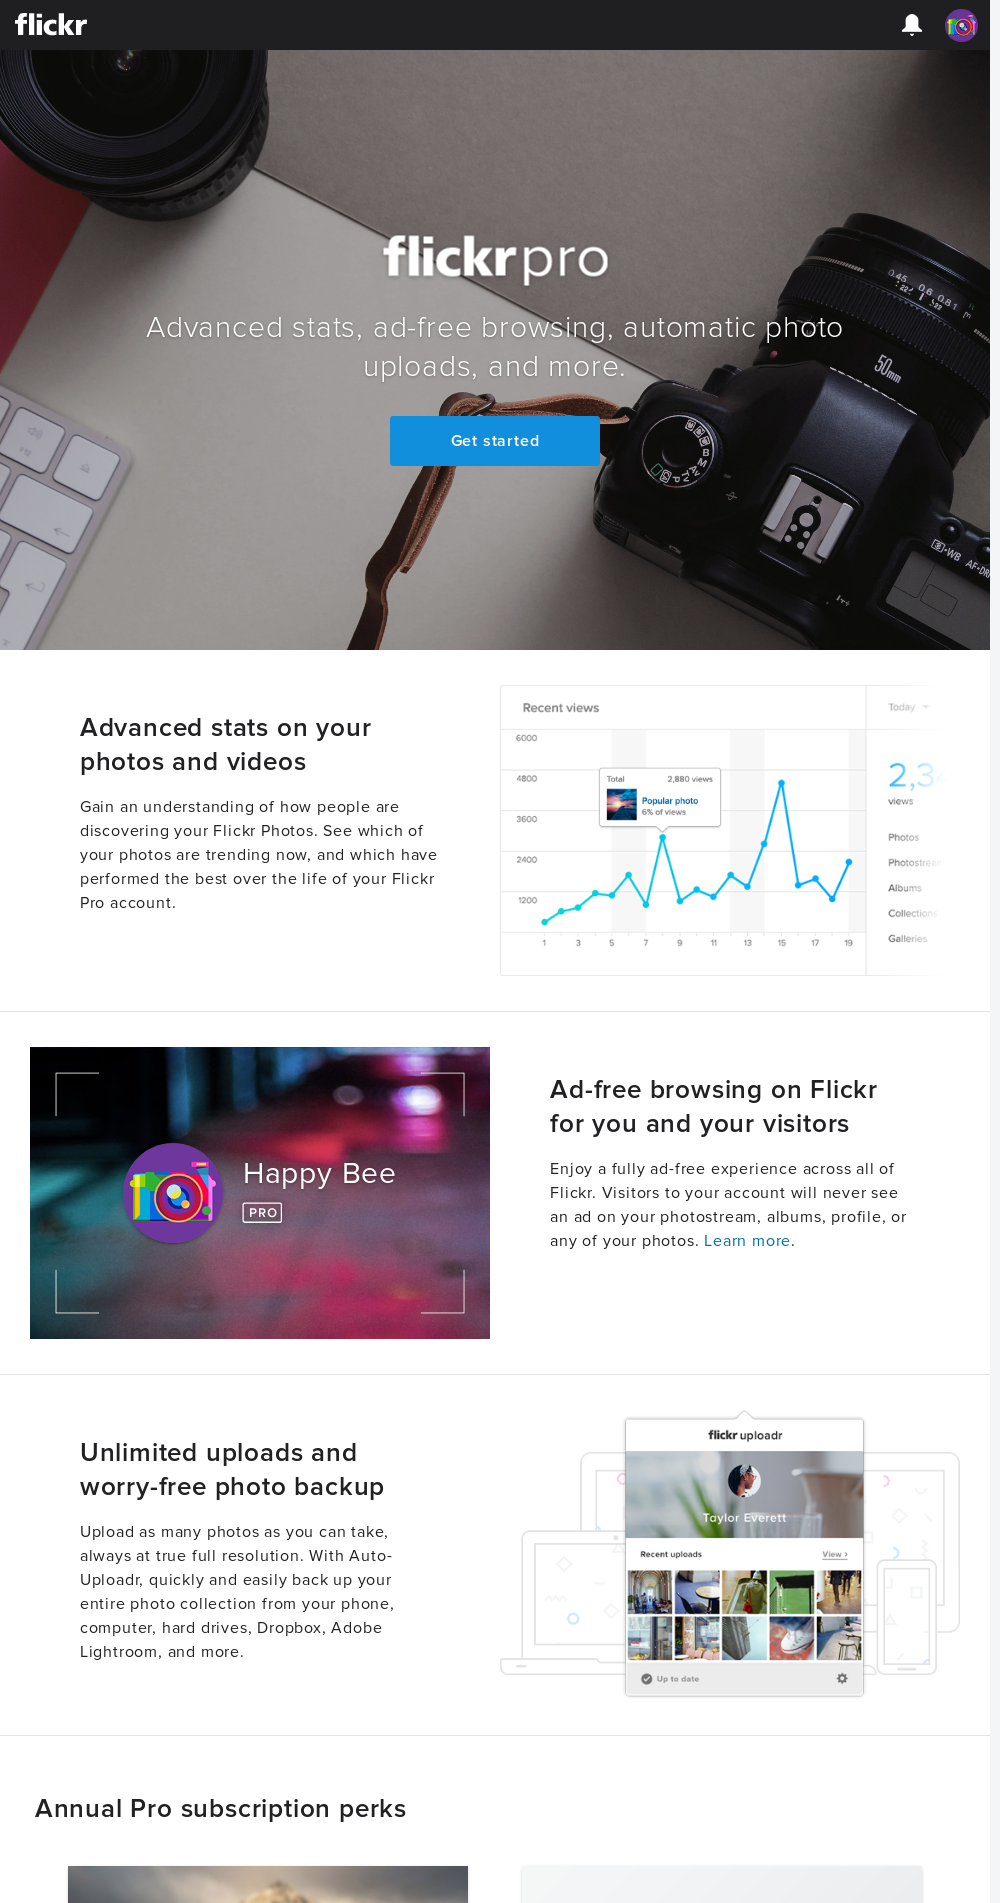 flickr
flickr pro
Advanced stats, ad-free browsing, automatic photo
uploads, and more.
50mm
Get started
Advanced stats on your
photos and videos
Gain an understanding of how people are
discovering your Flickr Photos. See which of
your photos are trending now, and which have
performed the best over the life of your Flickr
Pro account.
Recent views
Today
6000
4800
3600
2400
1200
Total 2,880 views
Popular photo
6% of views
1 3 5 7 9 11 13 15 17 19
2,34
views
Photos
Photostream
Albums
Collections
Galleries
Happy Bee
PRO
Ad-free browsing on Flickr
for you and your visitors
Enjoy a fully ad-free experience across all of
Flickr. Visitors to your account will never see
an ad on your photostream, albums, profile, or
any of your photos. Learn more.
Unlimited uploads and
worry-free photo backup
Upload as many photos as you can take,
always at true full resolution. With Auto-
Uploadr, quickly and easily back up your
entire photo collection from your phone,
computer, hard drives, Dropbox, Adobe
Lightroom, and more.
flickr uploadr
Taylor Everett
Recent uploads View ›
Up to date
Annual Pro subscription perks